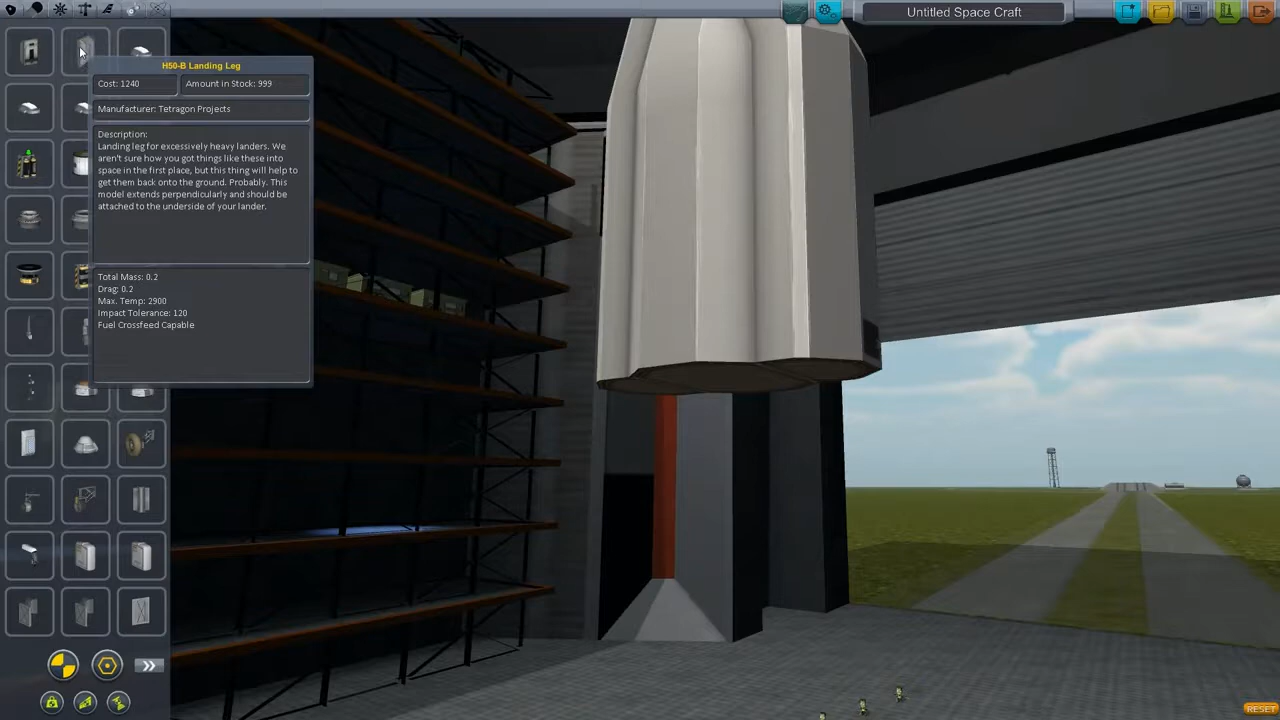 Untitled Space Craft
H50-B Landing Leg
Cost: 1240
Amount in Stock: 999
Manufacturer: Tetragon Projects
Description:
Landing leg for excessively heavy landers. We
aren't sure how you got things like these into
space in the first place, but this thing will help to
get them back onto the ground. Probably. This
model extends perpendicularly and should be
attached to the underside of your lander.
Total Mass: 0.2
Drag: 0.2
Max. Temp: 2900
Impact Tolerance: 120
Fuel Crossfeed Capable
RESET